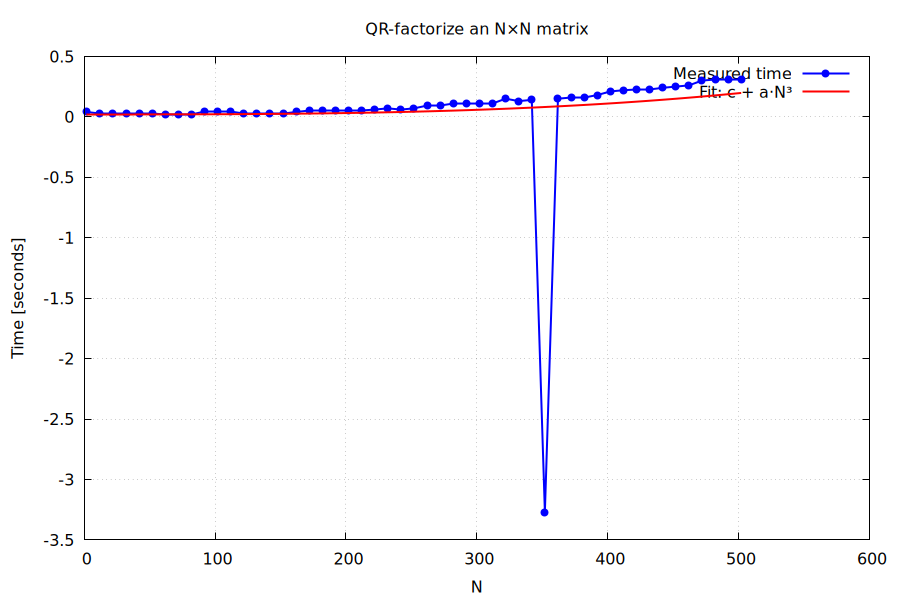 QR-factorize an N×N matrix
Measured time
Fit: c + a·N³
0.5
0
-0.5
-1
-1.5
-2
-2.5
-3
-3.5
Time [seconds]
0 100 200 300 400 500 600
N